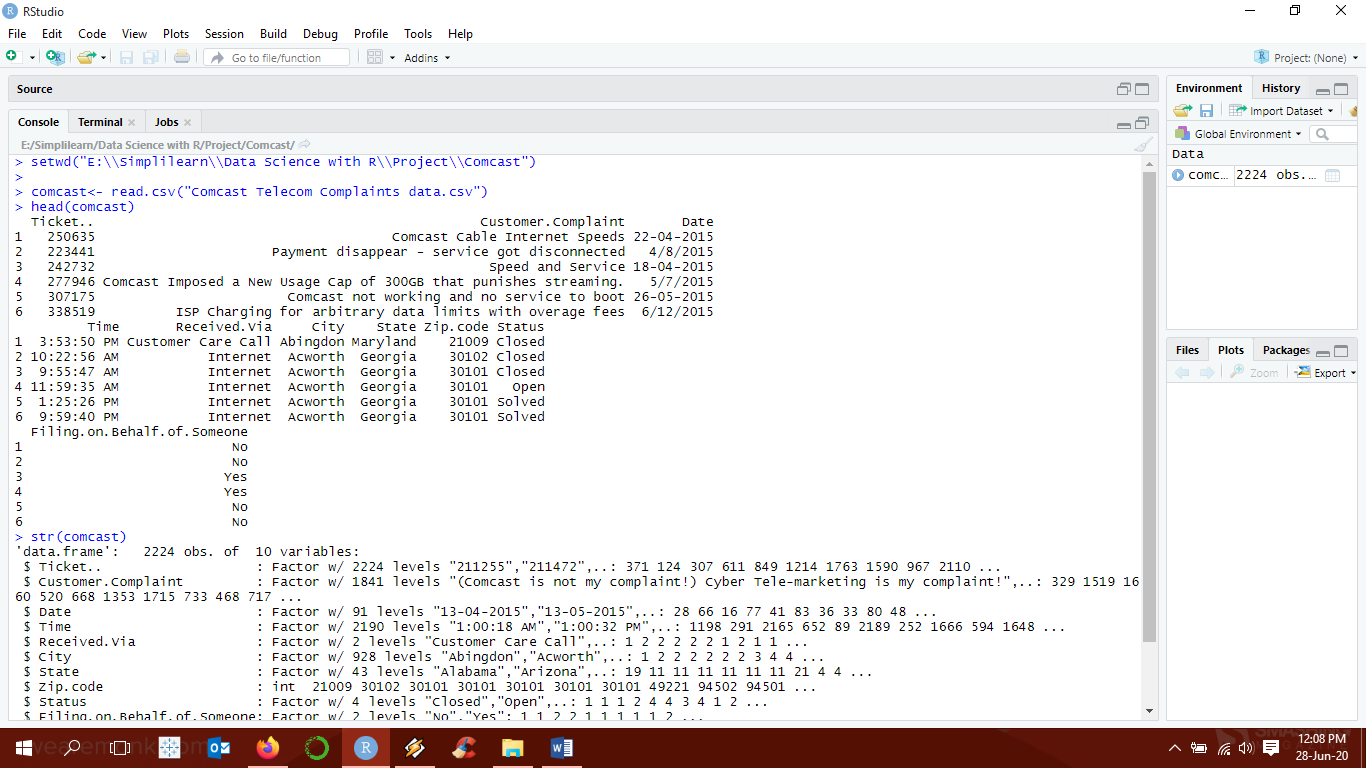 RStudio
File Edit Code View Plots Session Build Debug Profile Tools Help
Go to file/function Addins Project: (None)
Source
Console Terminal Jobs
E:/Simplilearn/Data Science with R/Project/Comcast/
> setwd("E:\\Simplilearn\\Data Science with R\\Project\\Comcast")
>
> comcast<- read.csv("Comcast Telecom Complaints data.csv")
> head(comcast)
Ticket.. Customer.Complaint Date
1 250635 Comcast Cable Internet Speeds 22-04-2015
2 223441 Payment disappear - service got disconnected 4/8/2015
3 242732 Speed and Service 18-04-2015
4 277946 Comcast Imposed a New Usage Cap of 300GB that punishes streaming. 5/7/2015
5 307175 Comcast not working and no service to boot 26-05-2015
6 338519 ISP Charging for arbitrary data limits with overage fees 6/12/2015
Time Received.Via City State Zip.code Status
1 3:53:50 PM Customer Care Call Abingdon Maryland 21009 Closed
2 10:22:56 AM Internet Acworth Georgia 30102 Closed
3 9:55:47 AM Internet Acworth Georgia 30101 Closed
4 11:59:35 AM Internet Acworth Georgia 30101 Open
5 1:25:26 PM Internet Acworth Georgia 30101 Solved
6 9:59:40 PM Internet Acworth Georgia 30101 Solved
Filing.on.Behalf.of.Someone
1 No
2 No
3 Yes
4 Yes
5 No
6 No
> str(comcast)
'data.frame': 2224 obs. of 10 variables:
$ Ticket.. : Factor w/ 2224 levels "211255","211472",..: 371 124 307 611 849 1214 1763 1590 967 2110 ...
$ Customer.Complaint : Factor w/ 1841 levels "(Comcast is not my complaint!) Cyber Tele-marketing is my complaint!",..: 329 1519 16
60 520 668 1353 1715 733 468 717 ...
$ Date : Factor w/ 91 levels "13-04-2015","13-05-2015",..: 28 66 16 77 41 83 36 33 80 48 ...
$ Time : Factor w/ 2190 levels "1:00:18 AM","1:00:32 PM",..: 1198 291 2165 652 89 2189 252 1666 594 1648 ...
$ Received.Via : Factor w/ 2 levels "Customer Care Call",..: 1 2 2 2 2 2 1 2 1 1 ...
$ City : Factor w/ 928 levels "Abingdon","Acworth",..: 1 2 2 2 2 2 2 3 4 4 ...
$ State : Factor w/ 43 levels "Alabama","Arizona",..: 19 11 11 11 11 11 11 21 4 4 ...
$ Zip.code : int 21009 30102 30101 30101 30101 30101 30101 49221 94502 94501 ...
$ Status : Factor w/ 4 levels "Closed","Open",..: 1 1 1 2 4 4 3 4 1 2 ...
$ Filing.on.Behalf.of.Someone: Factor w/ 2 levels "No","Yes": 1 1 2 2 1 1 1 1 1 2 ...
Environment History
Import Dataset
Global Environment
Data
comc... 2224 obs...
Files Plots Packages
Zoom Export
12:08 PM
28-Jun-20